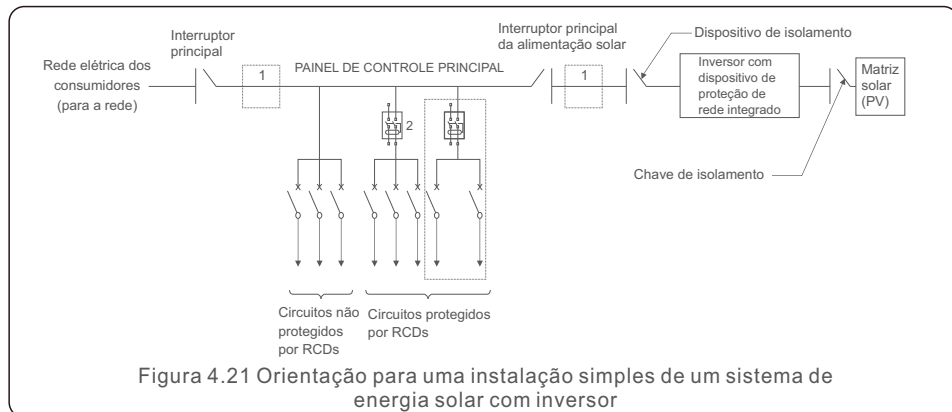 Rede elétrica dos
consumidores
(para a rede)
Interruptor
principal
1
PAINEL DE CONTROLE PRINCIPAL
Interruptor principal
da alimentação solar
1
Dispositivo de isolamento
Inversor com
dispositivo de
proteção de
rede integrado
Matriz
solar
(PV)
2
Chave de isolamento
Circuitos não
protegidos
por RCDs
Circuitos protegidos
por RCDs
Figura 4.21 Orientação para uma instalação simples de um sistema de
energia solar com inversor